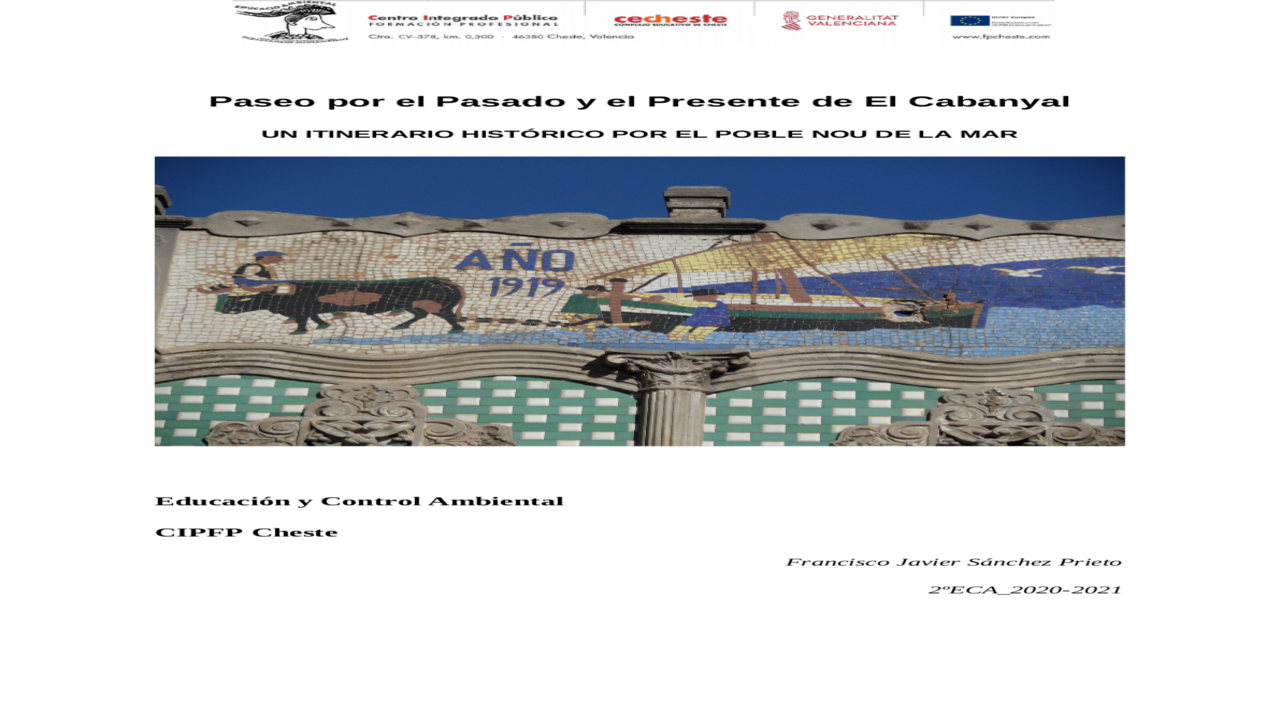 EDUCACIÓ AMBIENTAL
Centro Integrado Público
FORMACIÓN PROFESIONAL
Ctra. CV-378, km. 0,300 - 46380 Cheste, Valencia
cecheste
COMPLEJO EDUCATIVO DE CHESTE
GENERALITAT
VALENCIANA
Unión Europea
www.fpcheste.com
Paseo por el Pasado y el Presente de El Cabanyal
UN ITINERARIO HISTÓRICO POR EL POBLE NOU DE LA MAR
AÑO
1919
Educación y Control Ambiental
CIPFP Cheste
Francisco Javier Sánchez Prieto
2ºECA_2020-2021